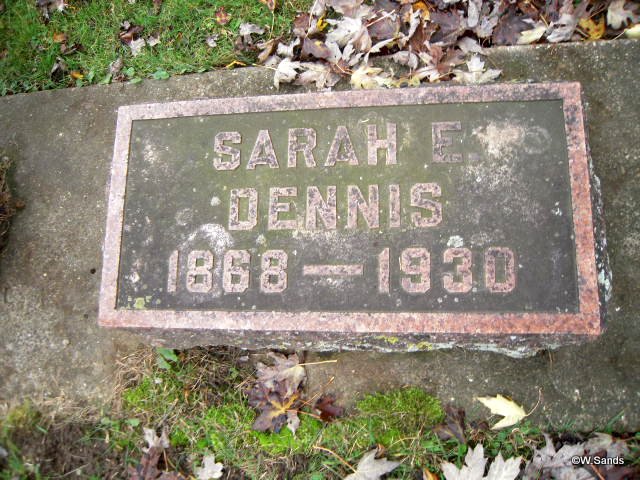 SARAH E.
DENNIS
1868 — 1930
©W.Sands